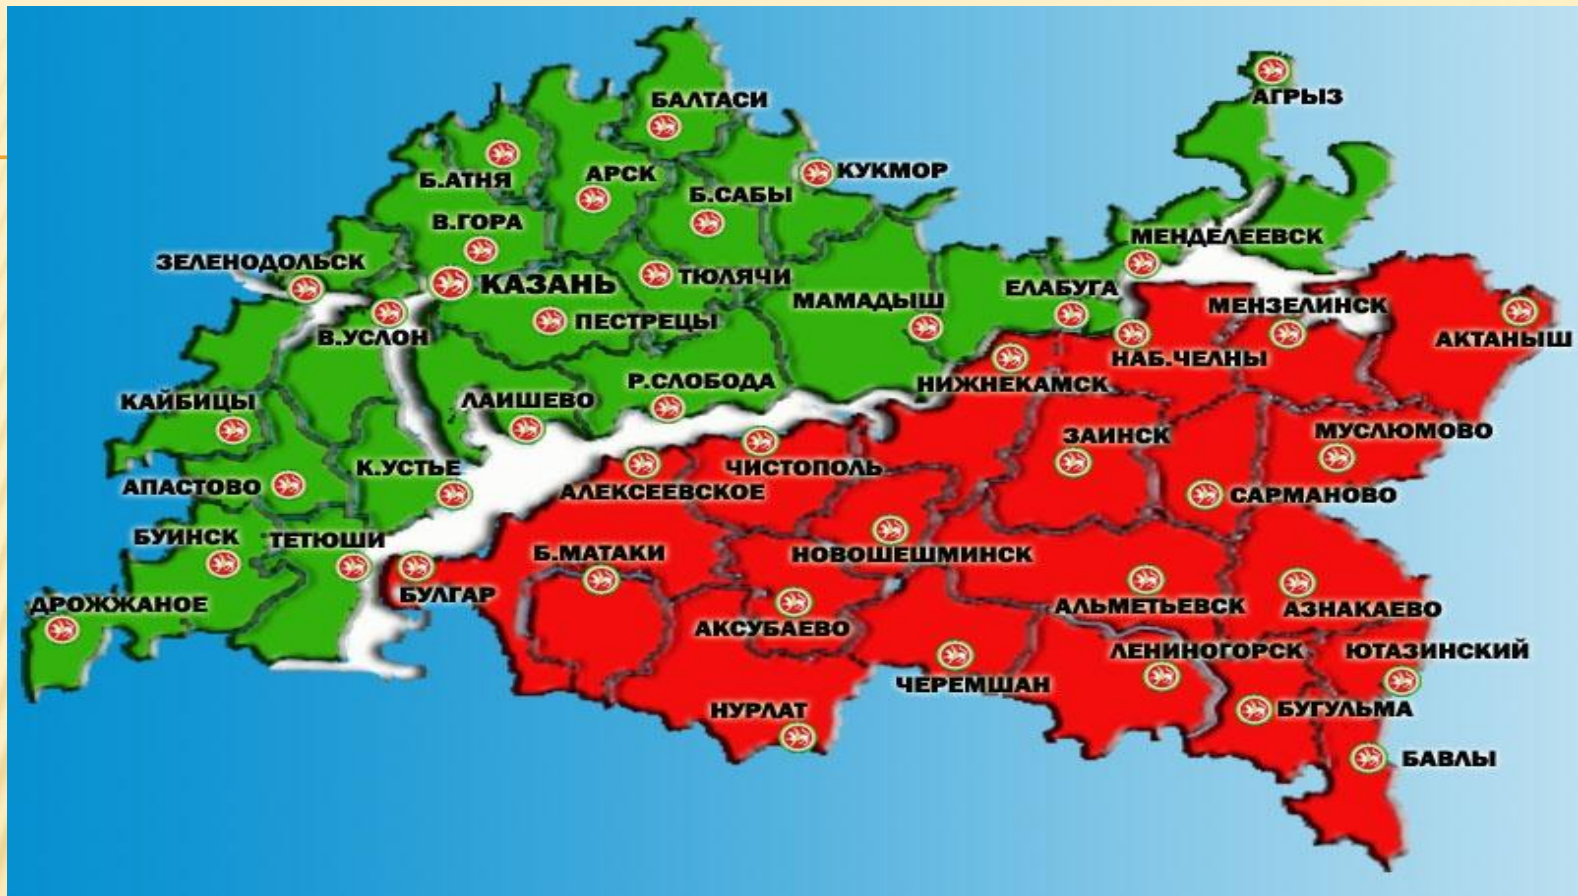 АГРЫЗ
БАЛТАСИ
КУКМОР
Б.АТНЯ
АРСК
Б.САБЫ
В.ГОРА
МЕНДЕЛЕЕВСК
ЗЕЛЕНОДОЛЬСК
КАЗАНЬ
ТЮЛЯЧИ
ЕЛАБУГА
МАМАДЫШ
МЕНЗЕЛИНСК
ПЕСТРЕЦЫ
В.УСЛОН
АКТАНЫШ
НАБ.ЧЕЛНЫ
Р.СЛОБОДА
НИЖНЕКАМСК
КАЙБИЦЫ
ЛАИШЕВО
МУСЛЮМОВО
ЗАИНСК
К.УСТЬЕ
ЧИСТОПОЛЬ
АПАСТОВО
АЛЕКСЕЕВСКОЕ
САРМАНОВО
БУИНСК
ТЕТЮШИ
Б.МАТАКИ
НОВОШЕШМИНСК
БУЛГАР
ДРОЖЖАНОЕ
АЛЬМЕТЬЕВСК
АЗНАКАЕВО
АКСУБАЕВО
ЛЕНИНОГОРСК
ЮТАЗИНСКИЙ
ЧЕРЕМШАН
НУРЛАТ
БУГУЛЬМА
БАВЛЫ